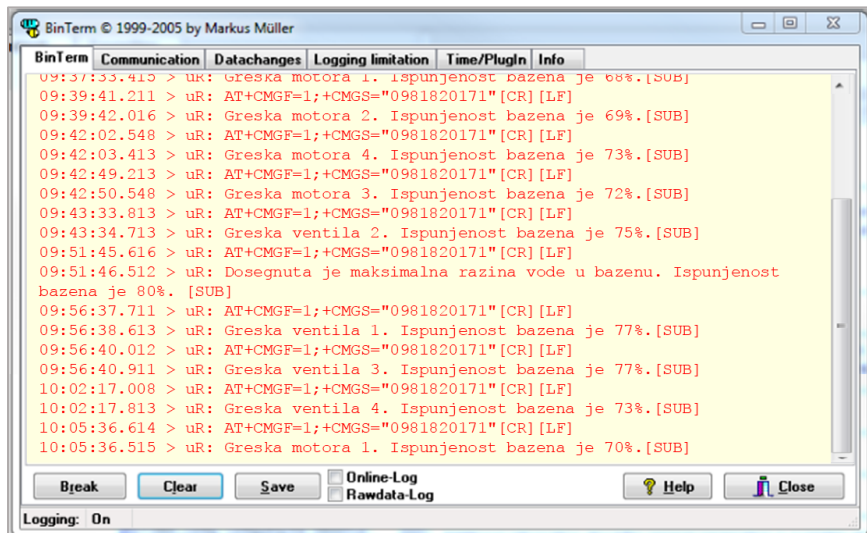 BinTerm © 1999-2005 by Markus Müller
BinTerm Communication Datachanges Logging limitation Time/PlugIn Info
09:37:33.415 > uR: Greska motora 1. Ispunjenost bazena je 68%.[SUB]
09:39:41.211 > uR: AT+CMGF=1;+CMGS="0981820171"[CR][LF]
09:39:42.016 > uR: Greska motora 2. Ispunjenost bazena je 69%.[SUB]
09:42:02.548 > uR: AT+CMGF=1;+CMGS="0981820171"[CR][LF]
09:42:03.413 > uR: Greska motora 4. Ispunjenost bazena je 73%.[SUB]
09:42:49.213 > uR: AT+CMGF=1;+CMGS="0981820171"[CR][LF]
09:42:50.548 > uR: Greska motora 3. Ispunjenost bazena je 72%.[SUB]
09:43:33.813 > uR: AT+CMGF=1;+CMGS="0981820171"[CR][LF]
09:43:34.713 > uR: Greska ventila 2. Ispunjenost bazena je 75%.[SUB]
09:51:45.616 > uR: AT+CMGF=1;+CMGS="0981820171"[CR][LF]
09:51:46.512 > uR: Dosegnuta je maksimalna razina vode u bazenu. Ispunjenost
bazena je 80%. [SUB]
09:56:37.711 > uR: AT+CMGF=1;+CMGS="0981820171"[CR][LF]
09:56:38.613 > uR: Greska ventila 1. Ispunjenost bazena je 77%.[SUB]
09:56:40.012 > uR: AT+CMGF=1;+CMGS="0981820171"[CR][LF]
09:56:40.911 > uR: Greska ventila 3. Ispunjenost bazena je 77%.[SUB]
10:02:17.008 > uR: AT+CMGF=1;+CMGS="0981820171"[CR][LF]
10:02:17.813 > uR: Greska ventila 4. Ispunjenost bazena je 73%.[SUB]
10:05:36.614 > uR: AT+CMGF=1;+CMGS="0981820171"[CR][LF]
10:05:36.515 > uR: Greska motora 1. Ispunjenost bazena je 70%.[SUB]
Break Clear Save Online-Log Help Close
Rawdata-Log
Logging: On